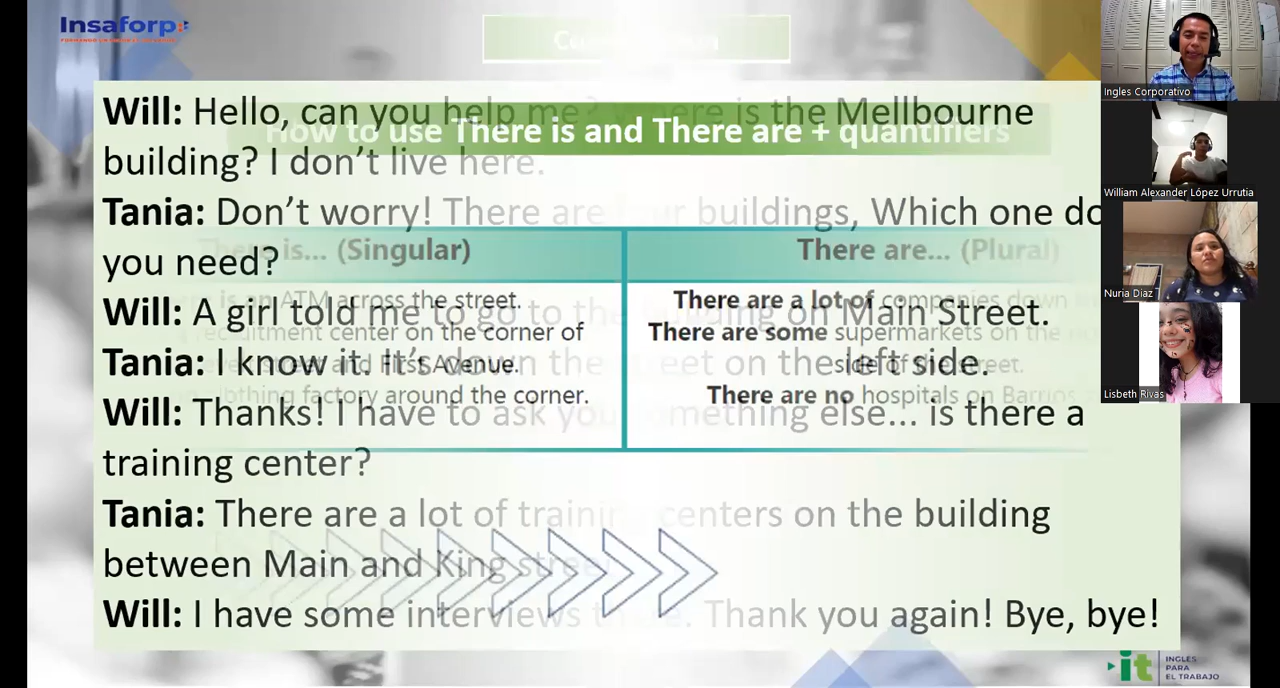 Insaforp
How to use There is and There are + quantifiers
Will: Hello, can you help me? Where is the Mellbourne
building? I don't live here.
Tania: Don't worry! There are four buildings, Which one do
you need?
Will: A girl told me to go to the building on Main Street.
Tania: I know it. It's down the street on the left side.
Will: Thanks! I have to ask you something else... is there a
training center?
Tania: There are a lot of training centers on the building
between Main and King street.
Will: I have some interviews there. Thank you again! Bye, bye!
There is... (Singular)
is an ATM across the street.
recruitment center on the corner of
and First Avenue.
clothing factory around the corner.
There are... (Plural)
There are a lot of companies down
There are some supermarkets on the
side of the street.
There are no hospitals on Barrios
Ingles Corporativo
William Alexander López Urrutia
Nuria Diaz
Lisbeth Rivas
it
INGLES
PARA
EL TRABAJO